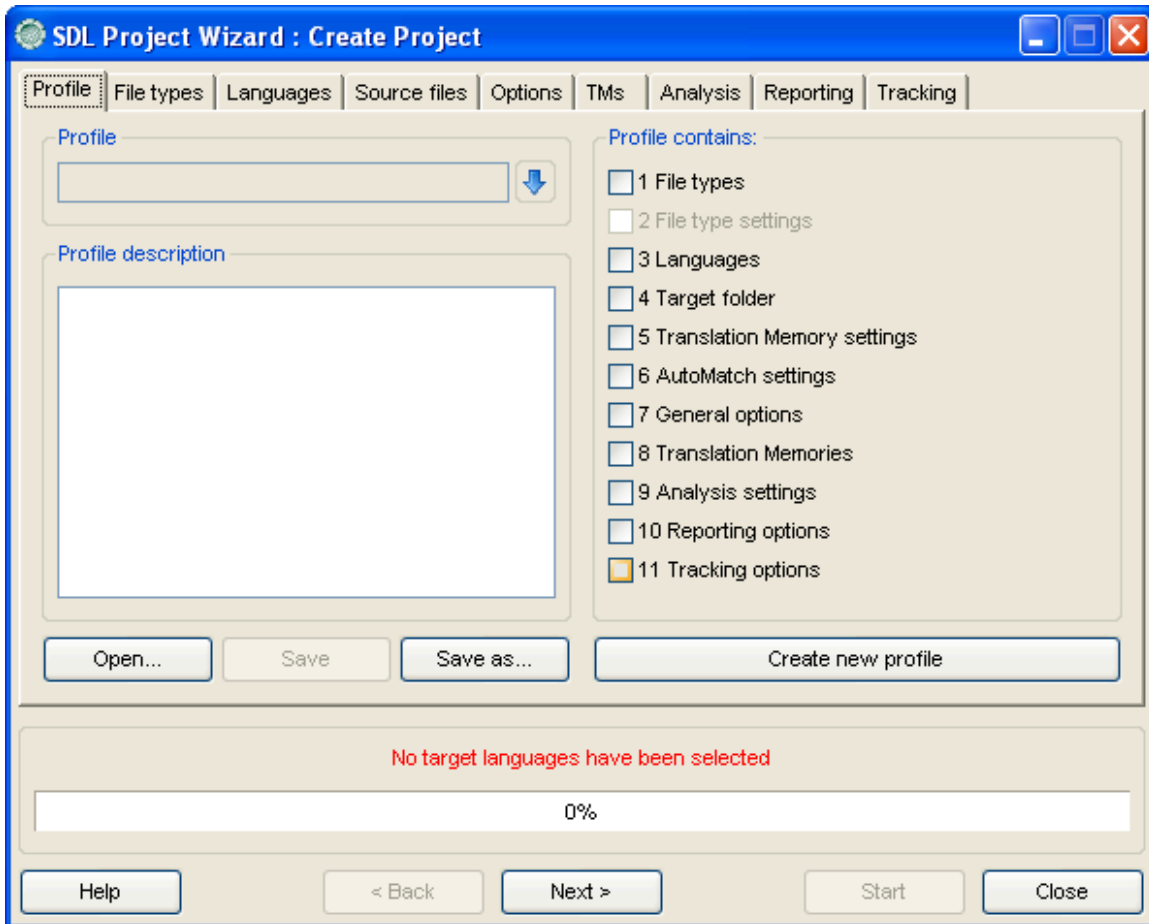 SDL Project Wizard : Create Project
Profile File types Languages Source files Options TMs Analysis Reporting Tracking
Profile
Profile description
Profile contains:
1 File types
2 File type settings
3 Languages
4 Target folder
5 Translation Memory settings
6 AutoMatch settings
7 General options
8 Translation Memories
9 Analysis settings
10 Reporting options
11 Tracking options
Open... Save Save as... Create new profile
No target languages have been selected
0%
Help < Back Next > Start Close